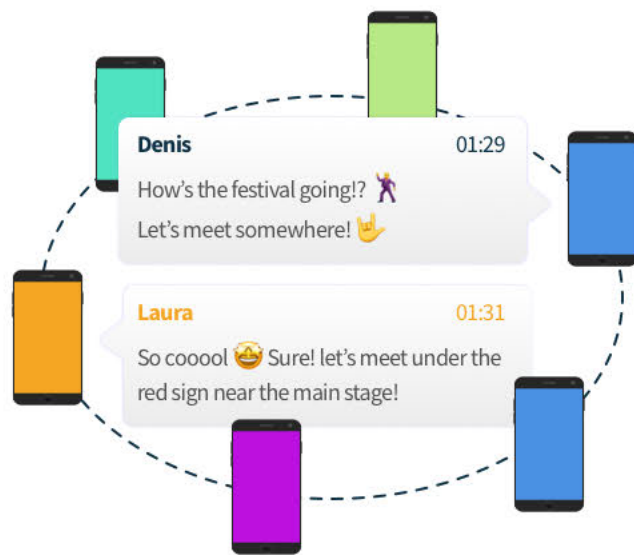 Denis 01:29
How's the festival going!? 🕺
Let's meet somewhere! 🤟
Laura 01:31
So cooool 🤩 Sure! let's meet under the
red sign near the main stage!